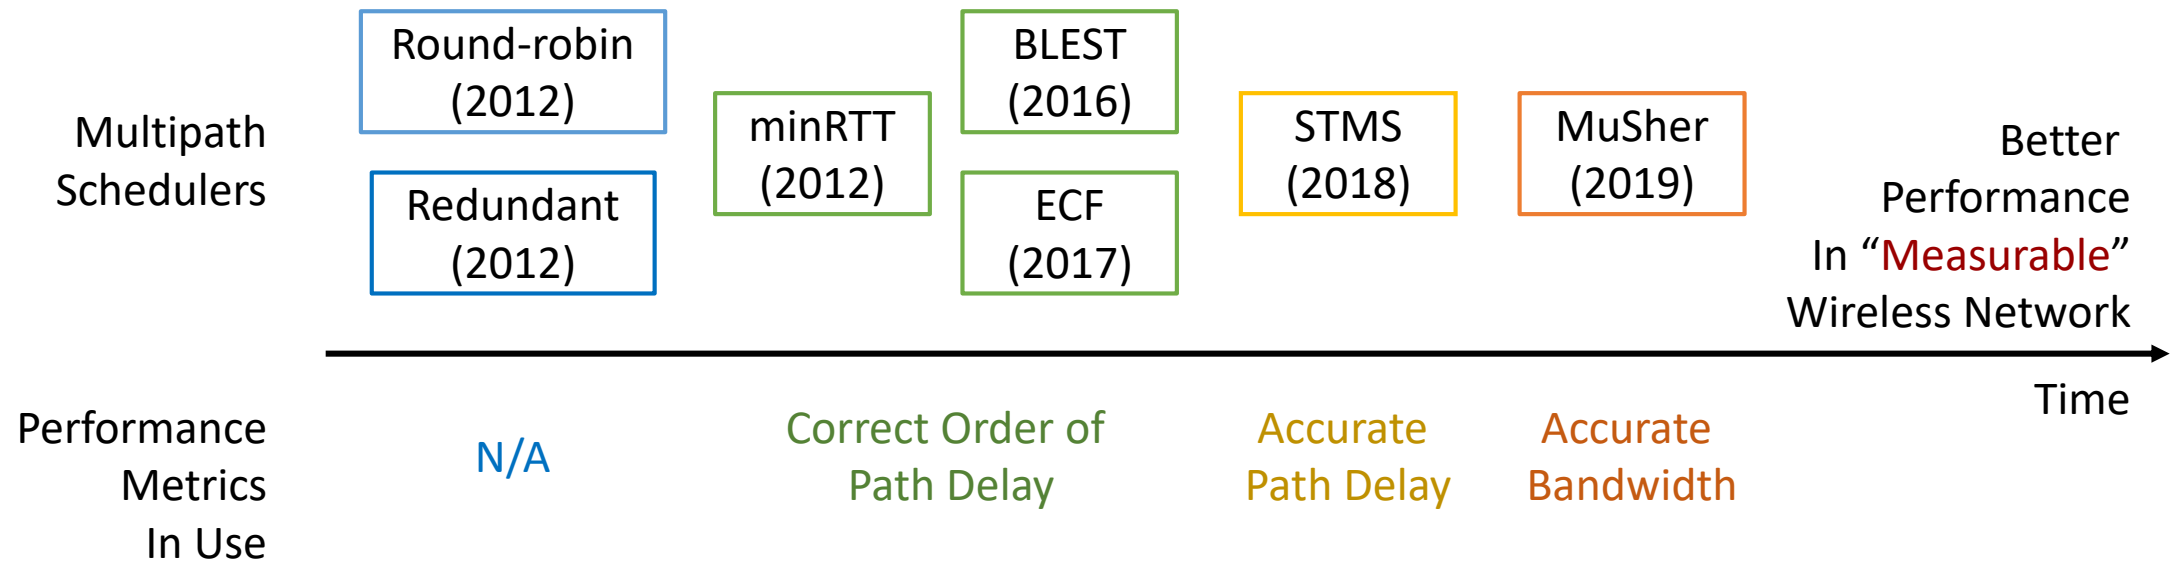 Multipath
Schedulers
Round-robin
(2012)
Redundant
(2012)
minRTT
(2012)
BLEST
(2016)
ECF
(2017)
STMS
(2018)
MuSher
(2019)
Better
Performance
In “Measurable”
Wireless Network
Time
Performance
Metrics
In Use
N/A
Correct Order of
Path Delay
Accurate
Path Delay
Accurate
Bandwidth